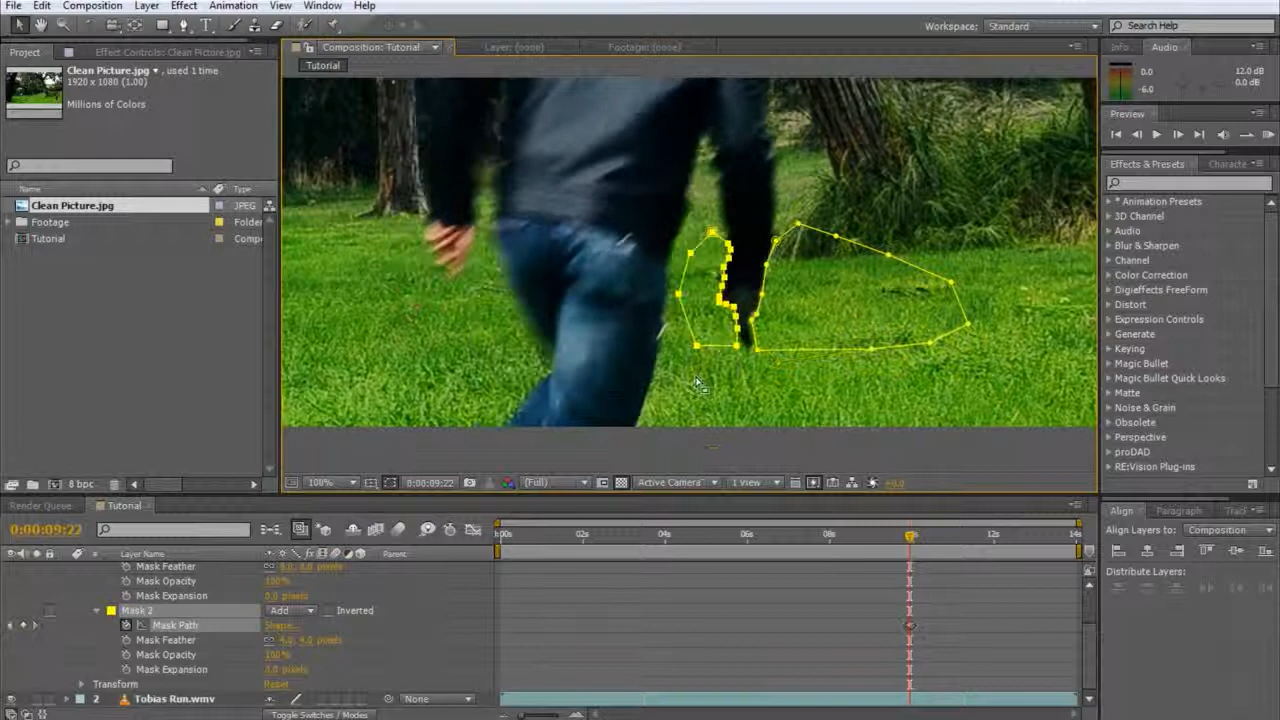 File Edit Composition Layer Effect Animation View Window Help
Workspace: Standard Search Help
Project Effect Controls: Clean Picture.jpg
Composition: Tutorial Layer: (none) Footage: (none)
Info Audio
Clean Picture.jpg, used 1 time
1920 x 1080 (1.00)
Millions of Colors
Tutorial
0.0 12.0 dB
-6.0
Preview
Effects & Presets Characte
Name Type
Clean Picture.jpg JPEG
Footage Folder
Tutorial Compo
* Animation Presets
3D Channel
Audio
Blur & Sharpen
Channel
Color Correction
Digieffects FreeForm
Distort
Expression Controls
Generate
Keying
Magic Bullet
Magic Bullet Quick Looks
Matte
Noise & Grain
Obsolete
Perspective
proDAD
RE:Vision Plug-ins
8 bpc
100% 0:00:09:22 (Full) Active Camera 1 View +0.0
Render Queue Tutorial
Align Paragraph Track
0:00:09:22
Align Layers to: Composition
Distribute Layers:
Layer Name Parent
:00s 02s 04s 06s 08s 12s 14s
Mask Feather
Mask Opacity 100%
Mask Expansion 0.0 pixels
Mask 2 Add Inverted
Mask Path Shape...
Mask Feather 4.0, 4.0 pixels
Mask Opacity 100%
Mask Expansion 0.0 pixels
Transform Reset
2 Tobias Run.wmv None
Toggle Switches / Modes